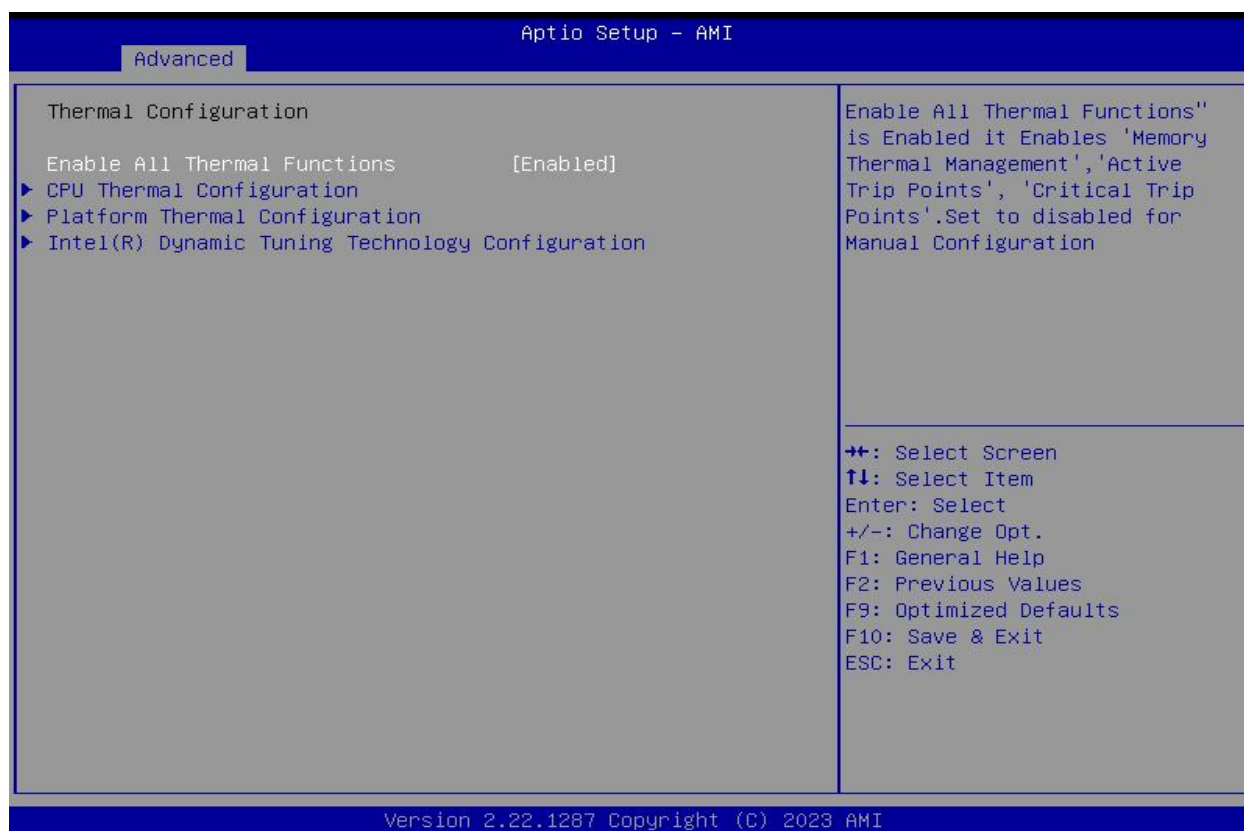 Aptio Setup – AMI
Advanced
Thermal Configuration
Enable All Thermal Functions [Enabled]
▶ CPU Thermal Configuration
▶ Platform Thermal Configuration
▶ Intel(R) Dynamic Tuning Technology Configuration
Enable All Thermal Functions"
is Enabled it Enables 'Memory
Thermal Management','Active
Trip Points', 'Critical Trip
Points'.Set to disabled for
Manual Configuration
→←: Select Screen
↑↓: Select Item
Enter: Select
+/-: Change Opt.
F1: General Help
F2: Previous Values
F9: Optimized Defaults
F10: Save & Exit
ESC: Exit
Version 2.22.1287 Copyright (C) 2023 AMI